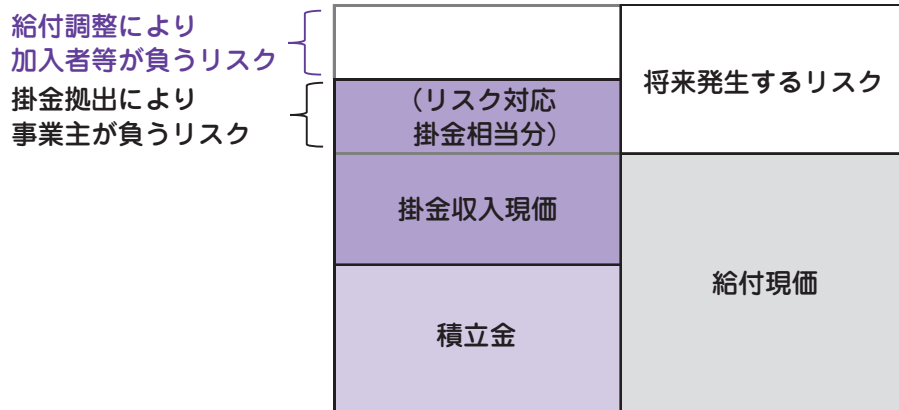 給付調整により
加入者等が負うリスク
掛金拠出により
事業主が負うリスク
（リスク対応
掛金相当分）
将来発生するリスク
掛金収入現価
給付現価
積立金